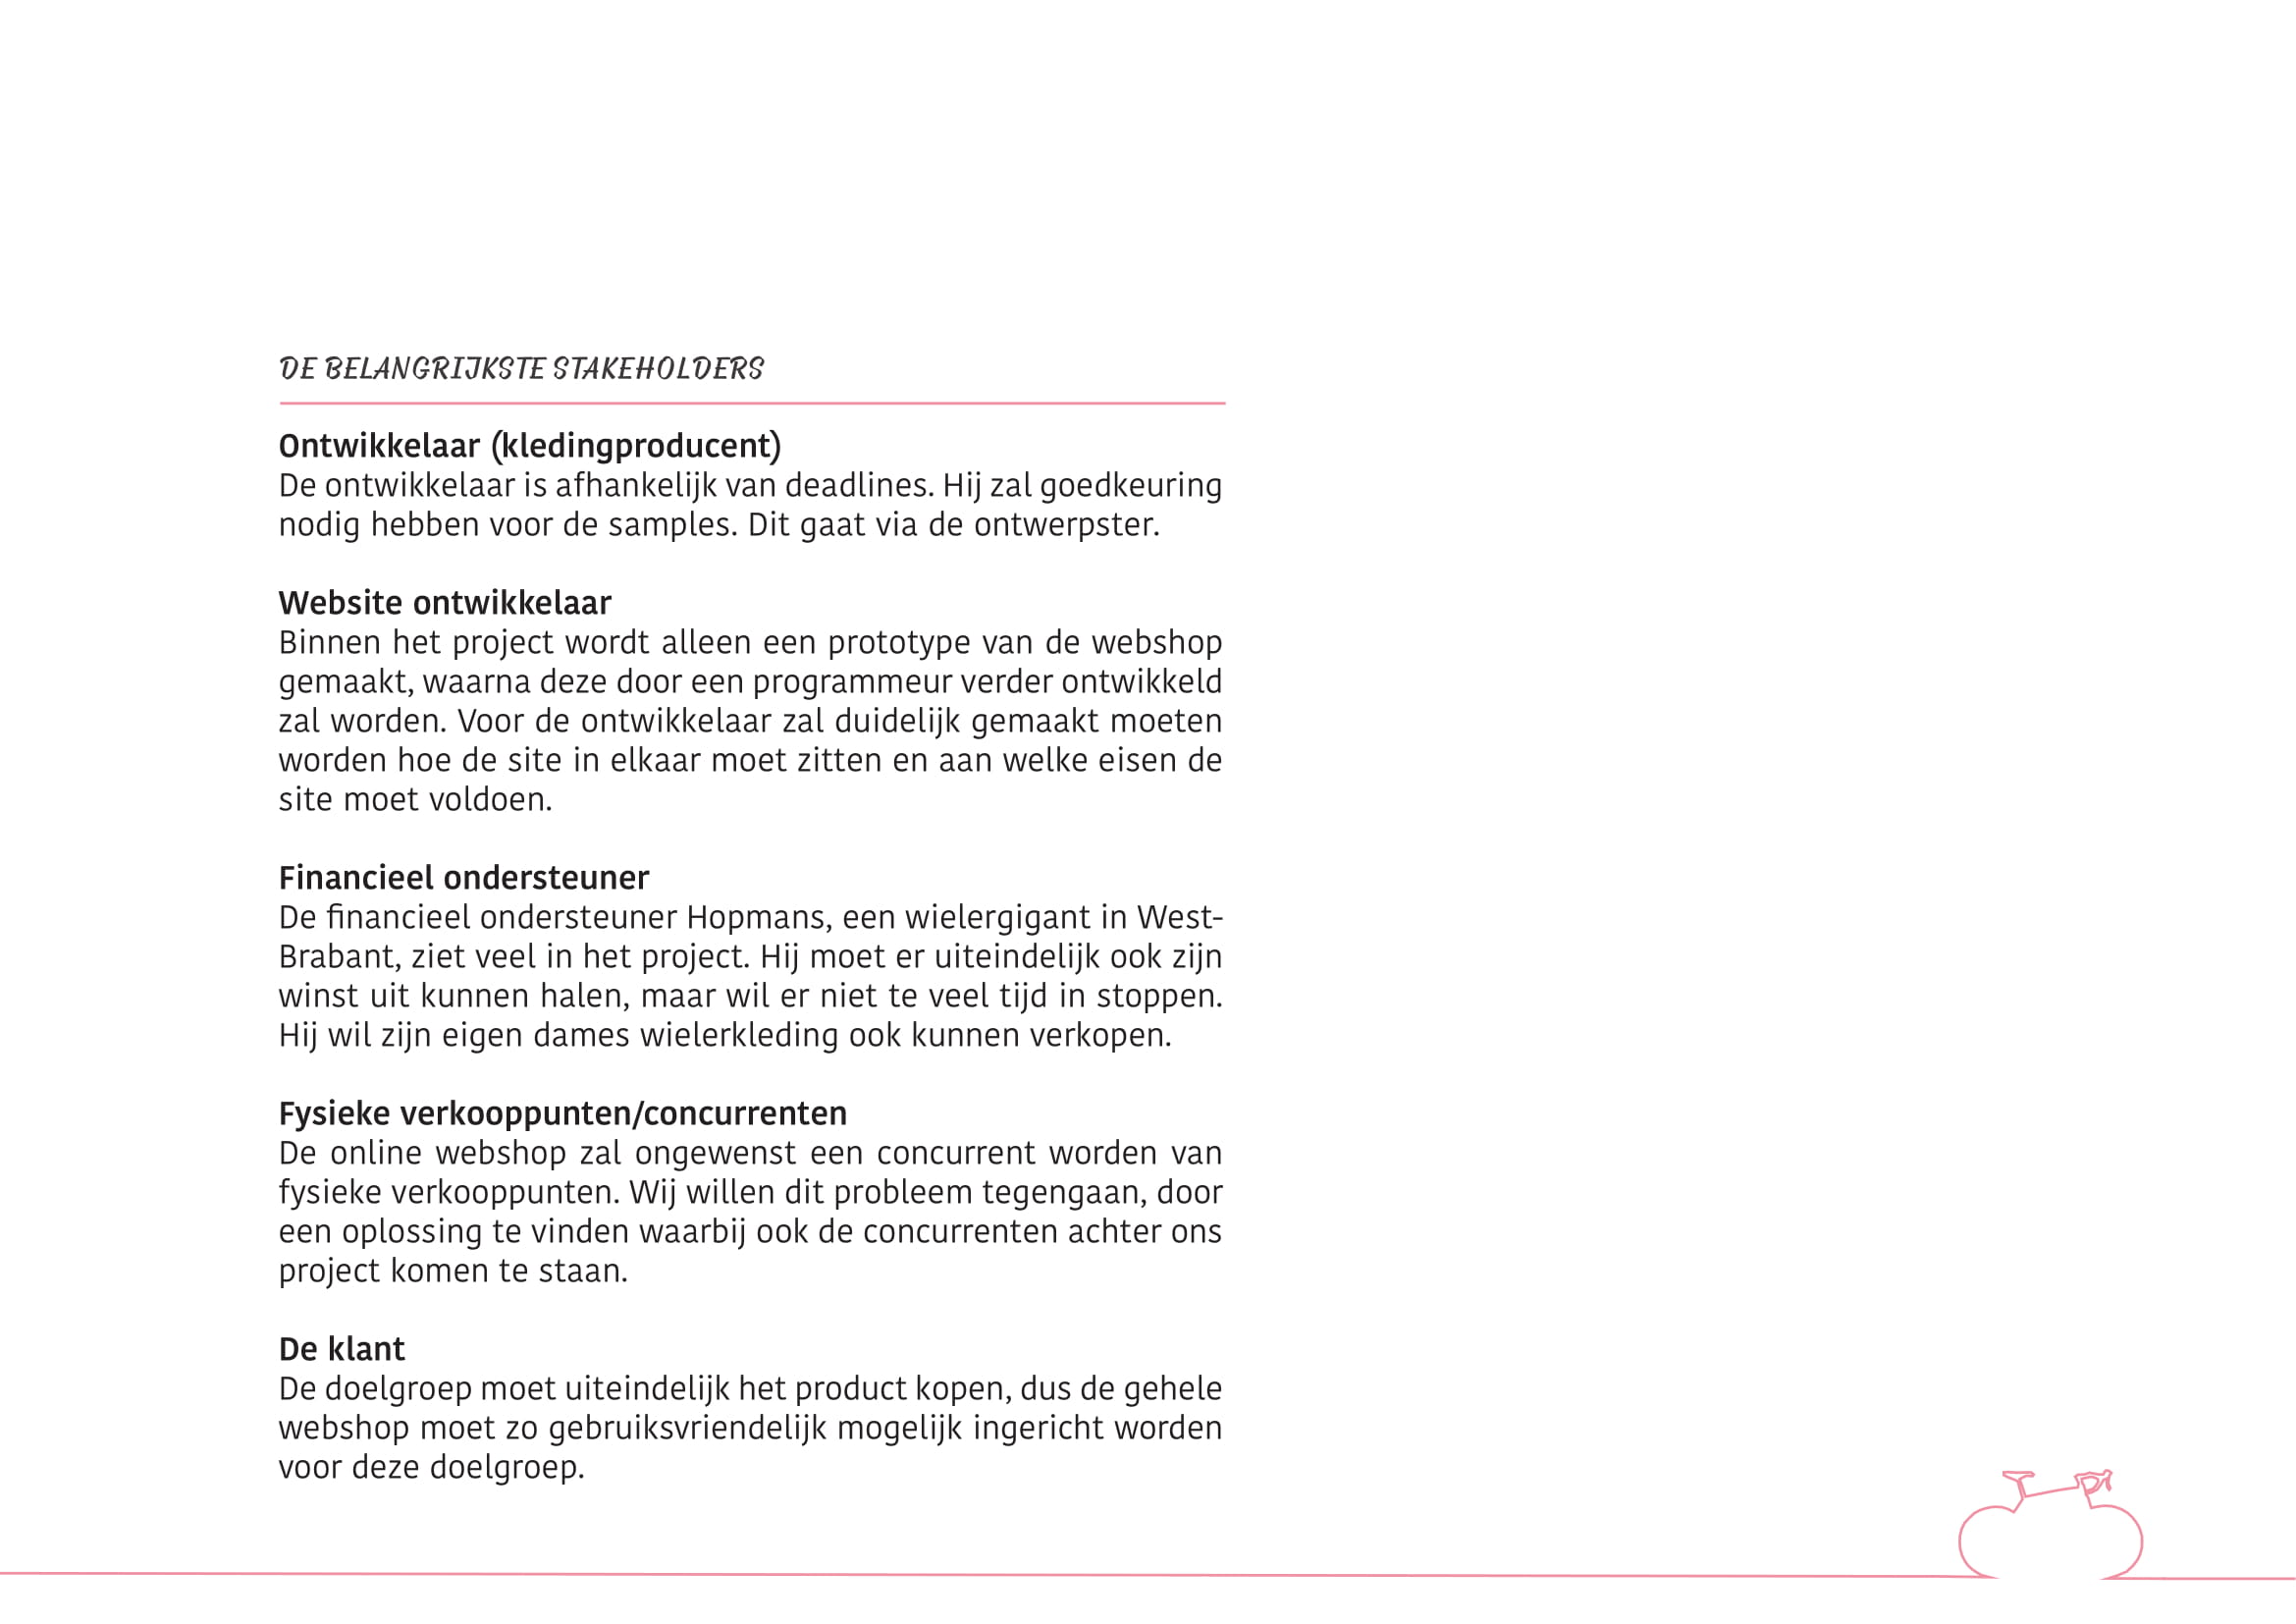 DE BELANGRIJKSTE STAKEHOLDERS
Ontwikkelaar (kledingproducent)
De ontwikkelaar is afhankelijk van deadlines. Hij zal goedkeuring
nodig hebben voor de samples. Dit gaat via de ontwerpster.
Website ontwikkelaar
Binnen het project wordt alleen een prototype van de webshop
gemaakt, waarna deze door een programmeur verder ontwikkeld
zal worden. Voor de ontwikkelaar zal duidelijk gemaakt moeten
worden hoe de site in elkaar moet zitten en aan welke eisen de
site moet voldoen.
Financieel ondersteuner
De financieel ondersteuner Hopmans, een wielergigant in West-
Brabant, ziet veel in het project. Hij moet er uiteindelijk ook zijn
winst uit kunnen halen, maar wil er niet te veel tijd in stoppen.
Hij wil zijn eigen dames wielerkleding ook kunnen verkopen.
Fysieke verkooppunten/concurrenten
De online webshop zal ongewenst een concurrent worden van
fysieke verkooppunten. Wij willen dit probleem tegengaan, door
een oplossing te vinden waarbij ook de concurrenten achter ons
project komen te staan.
De klant
De doelgroep moet uiteindelijk het product kopen, dus de gehele
webshop moet zo gebruiksvriendelijk mogelijk ingericht worden
voor deze doelgroep.